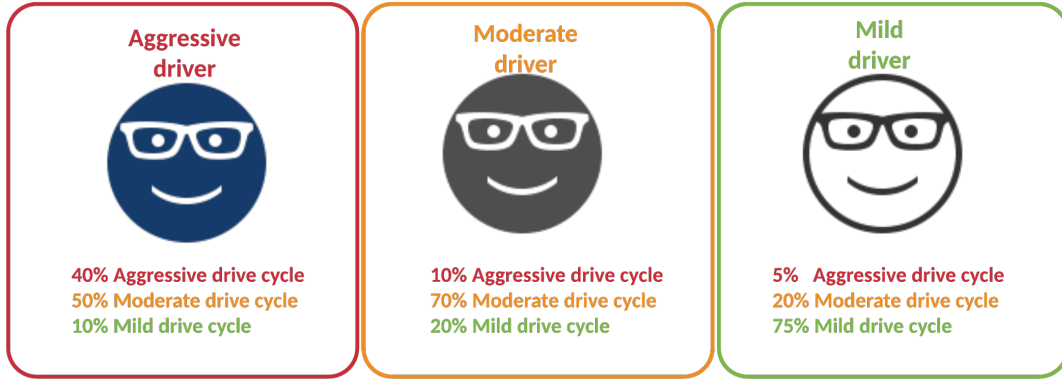 Aggressive
driver
40% Aggressive drive cycle
50% Moderate drive cycle
10% Mild drive cycle
Moderate
driver
10% Aggressive drive cycle
70% Moderate drive cycle
20% Mild drive cycle
Mild
driver
5% Aggressive drive cycle
20% Moderate drive cycle
75% Mild drive cycle